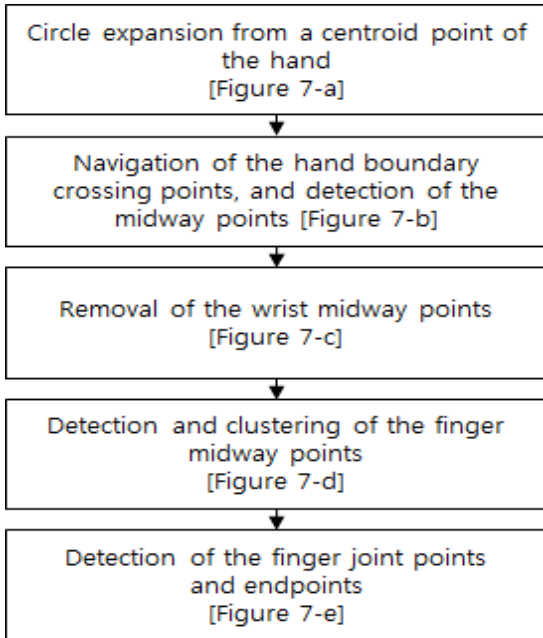 Circle expansion from a centroid point of
the hand
[Figure 7-a]
Navigation of the hand boundary
crossing points, and detection of the
midway points [Figure 7-b]
Removal of the wrist midway points
[Figure 7-c]
Detection and clustering of the finger
midway points
[Figure 7-d]
Detection of the finger joint points
and endpoints
[Figure 7-e]